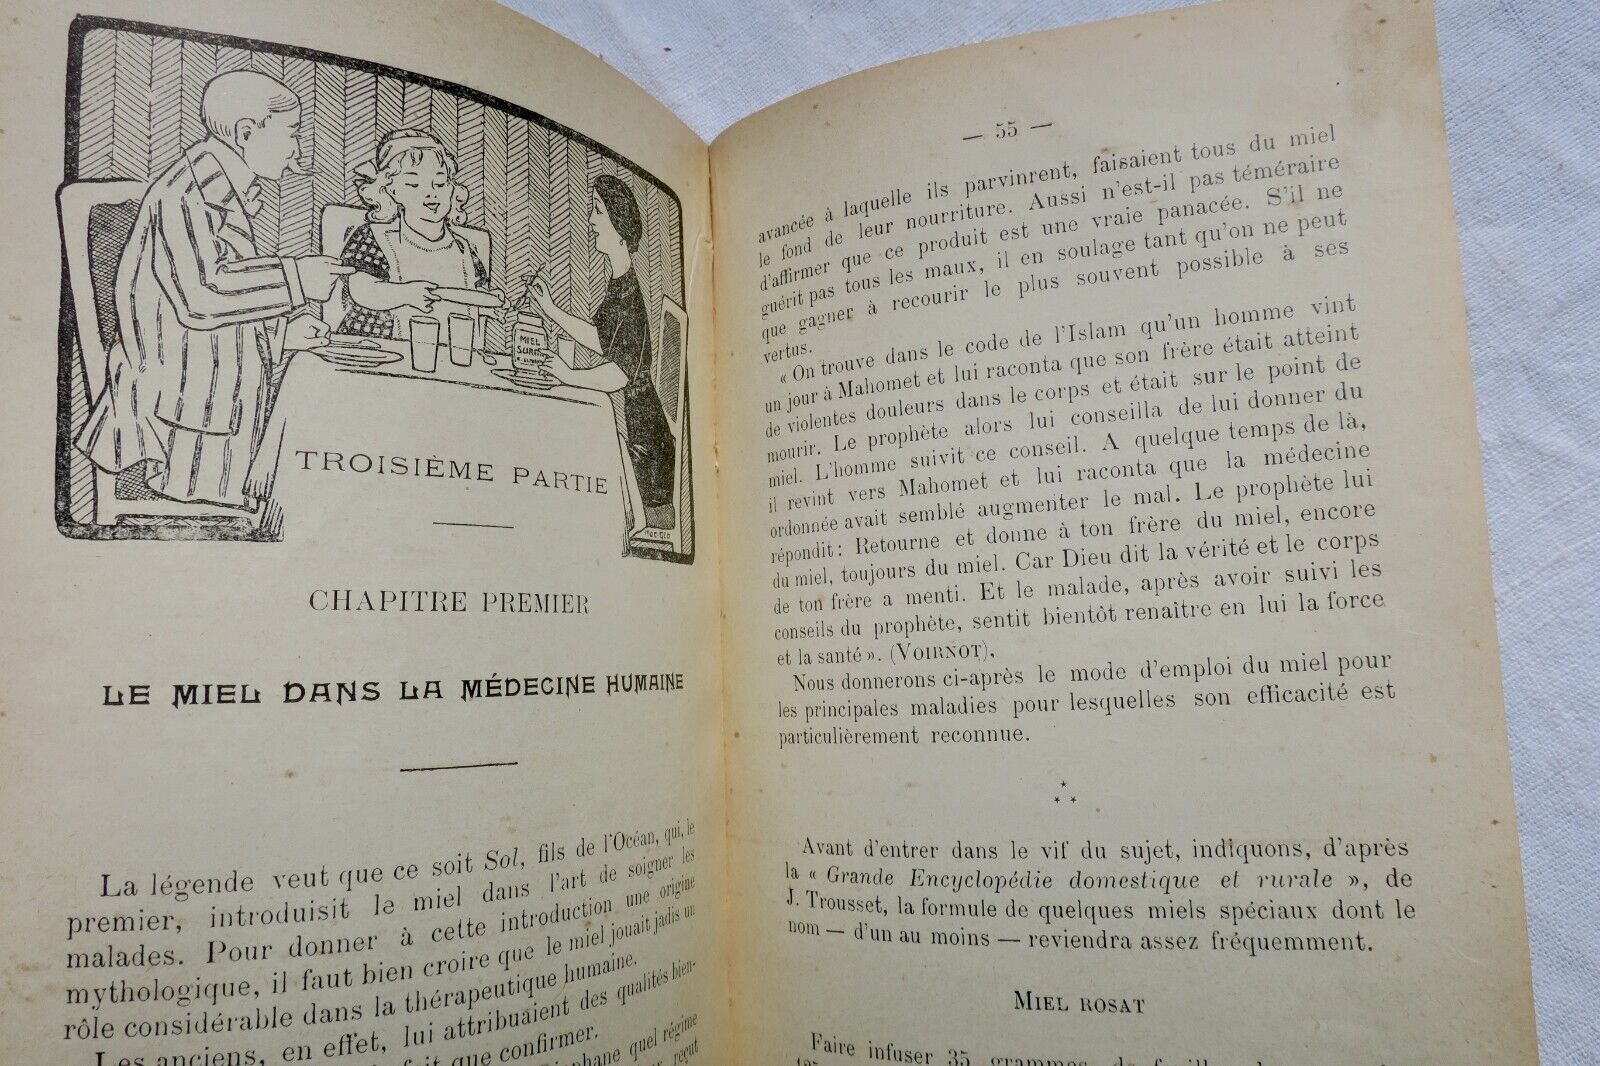 MIEL
SURFIN
TROISIÈME PARTIE
CHAPITRE PREMIER
LE MIEL DANS LA MÉDECINE HUMAINE
La légende veut que ce soit Sol, fils de l'Océan, qui, le
premier, introduisit le miel dans l'art de soigner les
malades. Pour donner à cette introduction une origine
mythologique, il faut bien croire que le miel jouait jadis un
rôle considérable dans la thérapeutique humaine.
Les anciens, en effet, lui attribuaient des qualités bien-
fait que confirmer.
quel régime
reçut
— 55 —
avancée à laquelle ils parvinrent, faisaient tous du miel
le fond de leur nourriture. Aussi n'est-il pas téméraire
d'affirmer que ce produit est une vraie panacée. S'il ne
guérit pas tous les maux, il en soulage tant qu'on ne peut
que gagner à recourir le plus souvent possible à ses
vertus.
« On trouve dans le code de l'Islam qu'un homme vint
un jour à Mahomet et lui raconta que son frère était atteint
de violentes douleurs dans le corps et était sur le point de
mourir. Le prophète alors lui conseilla de lui donner du
miel. L'homme suivit ce conseil. A quelque temps de là,
il revint vers Mahomet et lui raconta que la médecine
ordonnée avait semblé augmenter le mal. Le prophète lui
répondit : Retourne et donne à ton frère du miel, encore
du miel, toujours du miel. Car Dieu dit la vérité et le corps
de ton frère a menti. Et le malade, après avoir suivi les
conseils du prophète, sentit bientôt renaître en lui la force
et la santé ». (VOIRNOT),
Nous donnerons ci-après le mode d'emploi du miel pour
les principales maladies pour lesquelles son efficacité est
particulièrement reconnue.
Avant d'entrer dans le vif du sujet, indiquons, d'après
la « Grande Encyclopédie domestique et rurale », de
J. Trousset, la formule de quelques miels spéciaux dont le
nom — d'un au moins — reviendra assez fréquemment.
MIEL ROSAT
Faire infuser 35 grammes de